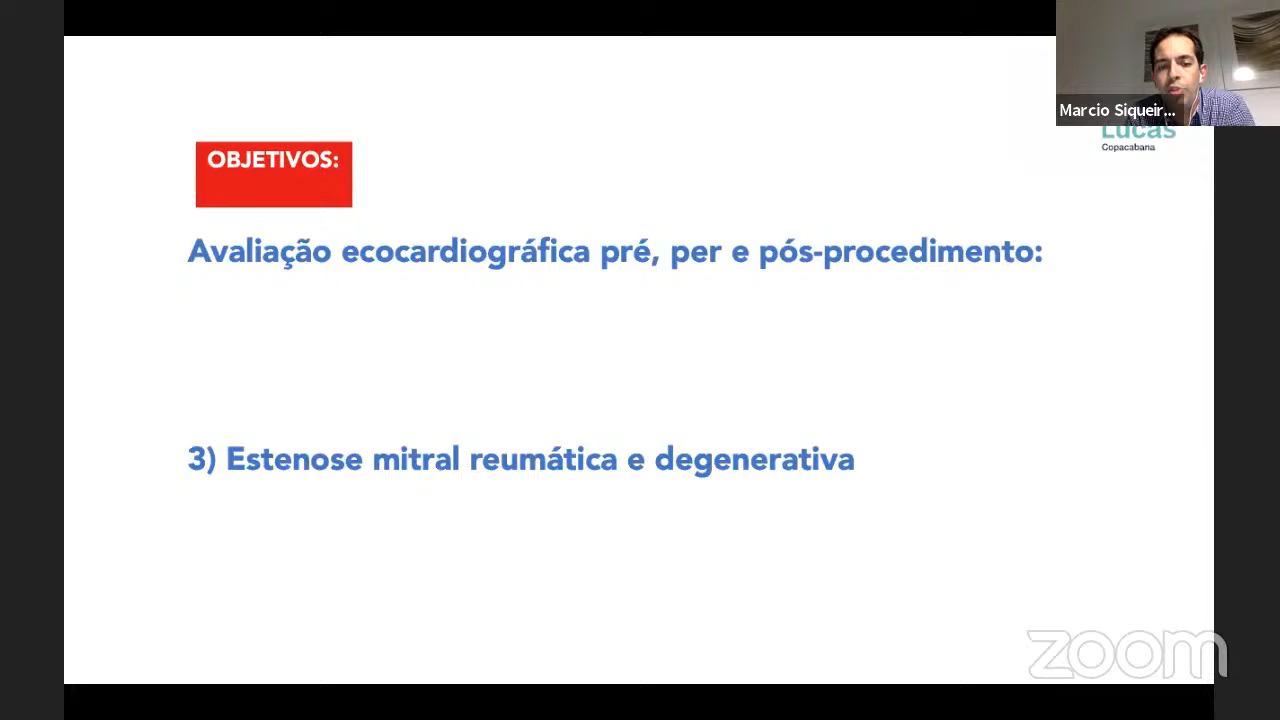 Marcio Siqueir...
Lucas
Copacabana
OBJETIVOS:
Avaliação ecocardiográfica pré, per e pós-procedimento:
3) Estenose mitral reumática e degenerativa
zoom